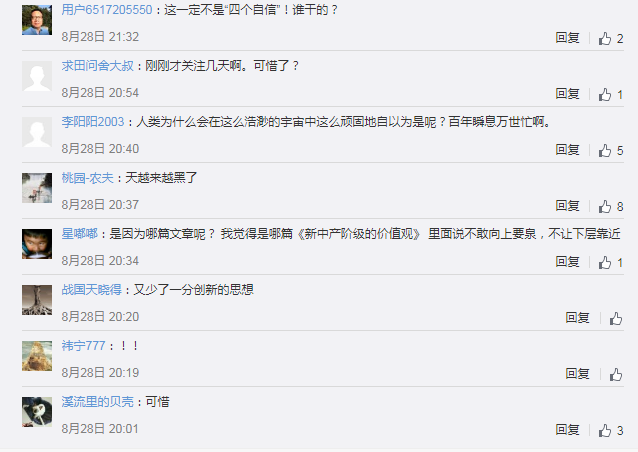 用户6517205550：这一定不是“四个自信”！谁干的？
8月28日 21:32 回复 2
求田问舍大叔：刚刚才关注几天啊。可惜了？
8月28日 20:54 回复 1
李阳阳2003：人类为什么会在这么浩渺的宇宙中这么顽固地自以为是呢？百年瞬息万世忙啊。
8月28日 20:40 回复 5
桃园-农夫：天越来越黑了
8月28日 20:37 回复 8
星嘟嘟：是因为哪篇文章呢？ 我觉得是哪篇《新中产阶级的价值观》 里面说不敢向上要泉，不让下层靠近
8月28日 20:34 回复 1
战国天晓得：又少了一分创新的思想
8月28日 20:20 回复
祎宁777：！！！
8月28日 20:19 回复
溪流里的贝壳：可惜
8月28日 20:01 回复 3